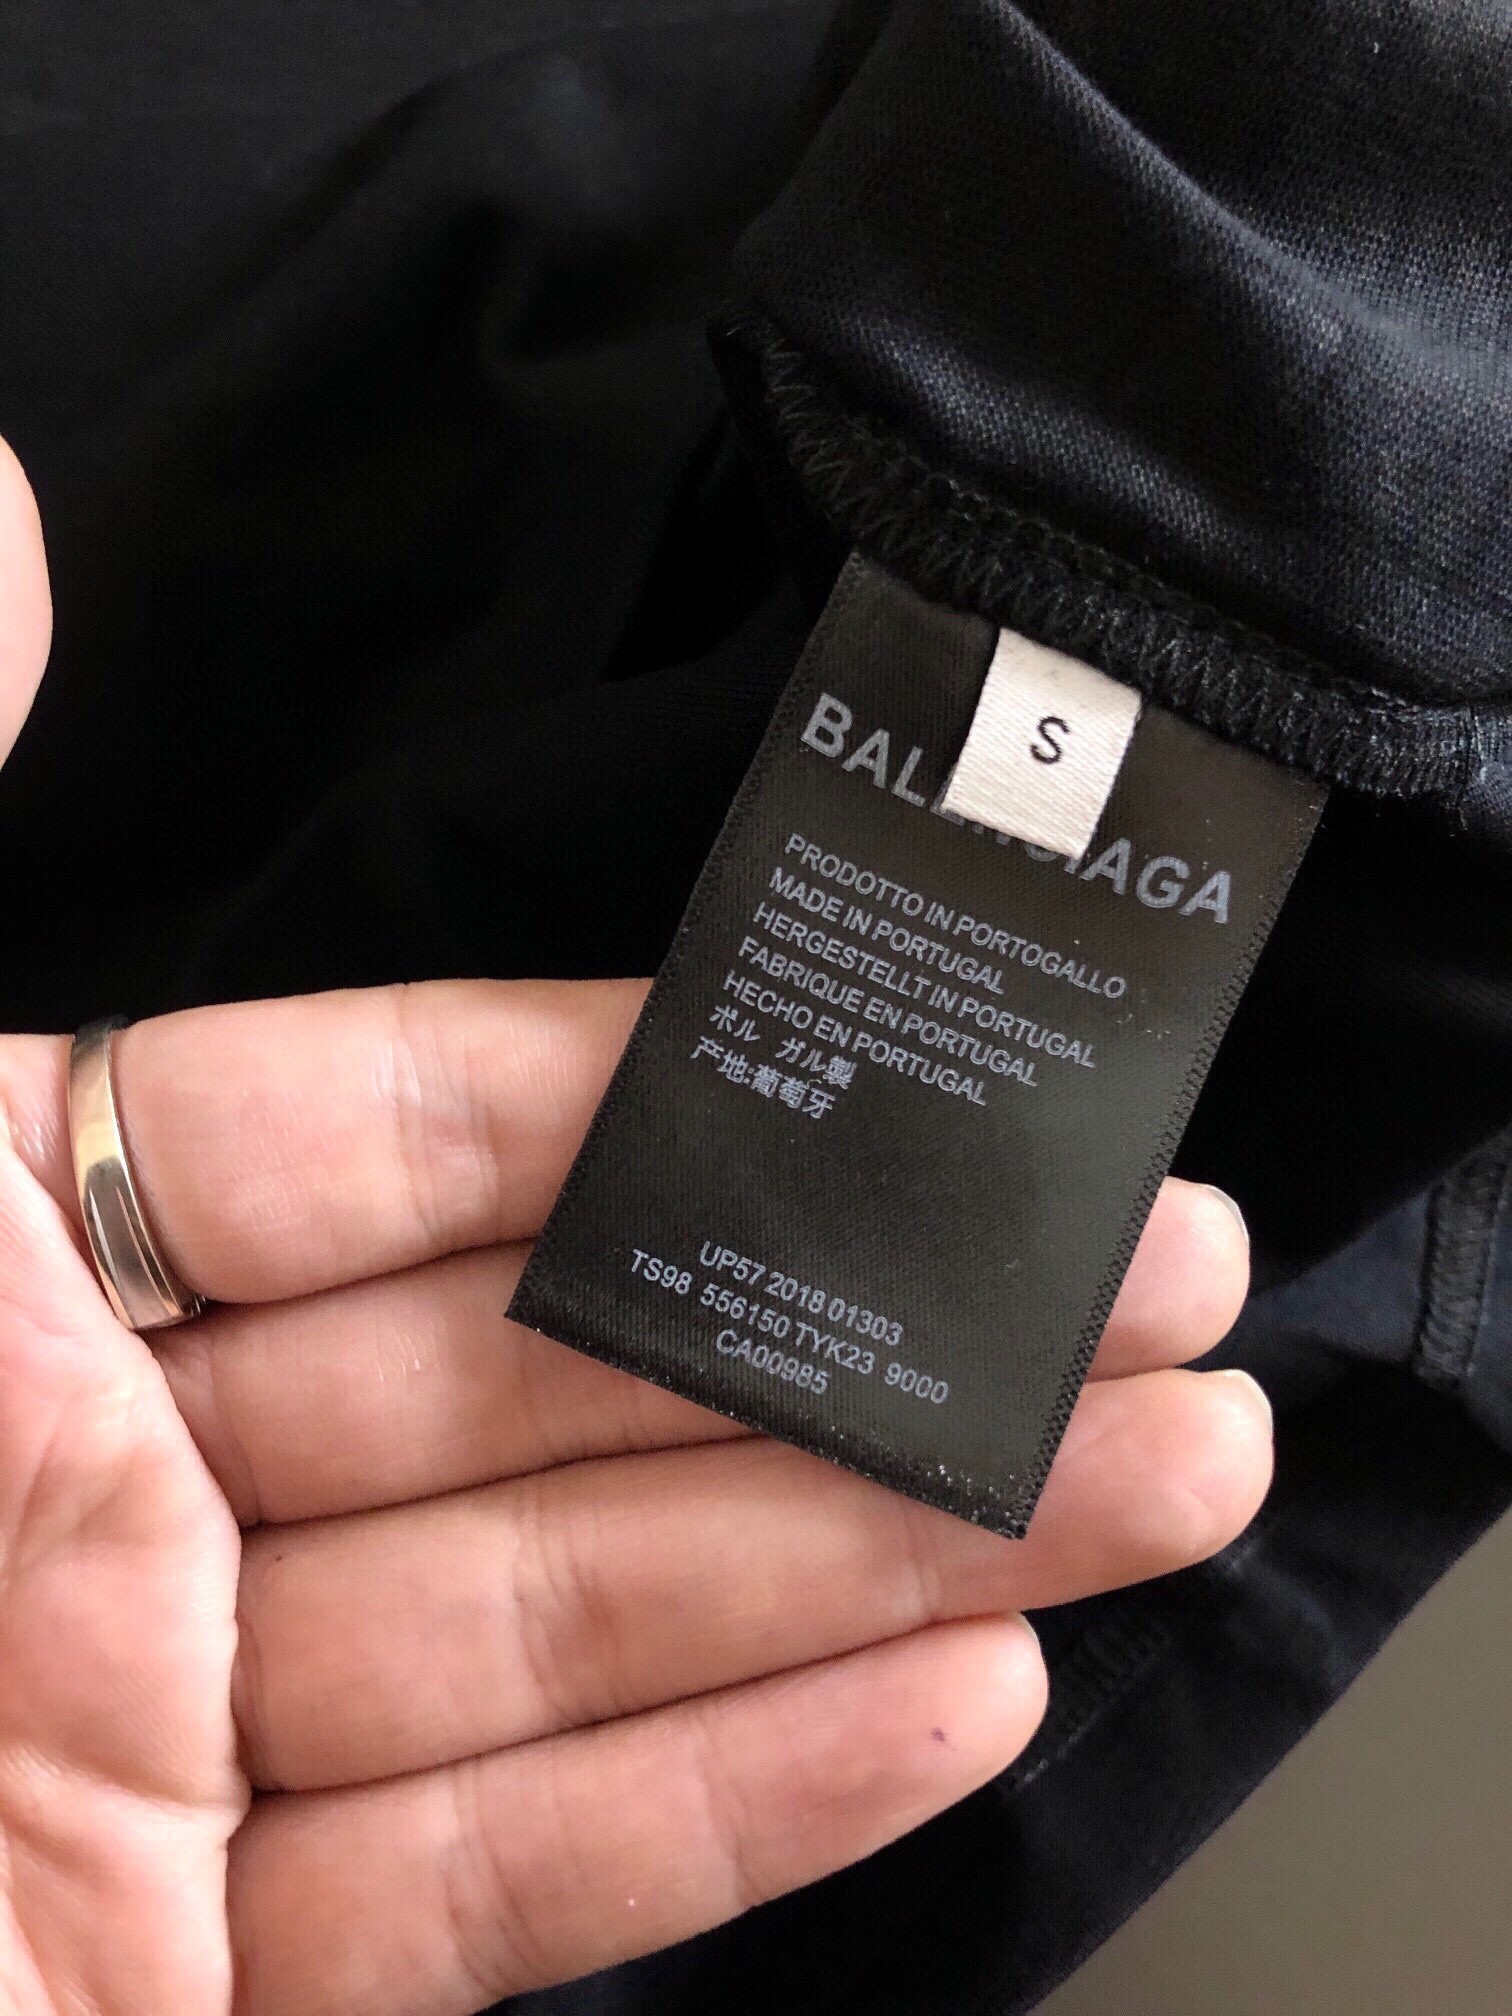 S
BALENCIAGA
PRODOTTO IN PORTOGALLO
MADE IN PORTUGAL
HERGESTELLT IN PORTUGAL
FABRIQUE EN PORTUGAL
HECHO EN PORTUGAL
ポル ガル製
产地:葡萄牙
UP57 2018 01303
TS98 556150 TYK23 9000
CA00985